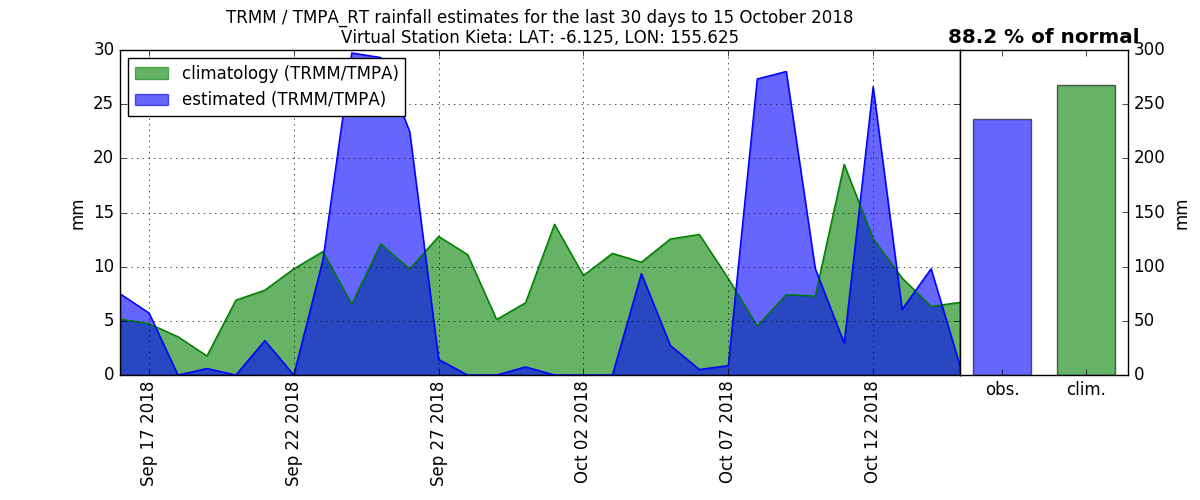 TRMM / TMPA_RT rainfall estimates for the last 30 days to 15 October 2018
Virtual Station Kieta: LAT: -6.125, LON: 155.625
88.2 % of normal
climatology (TRMM/TMPA)
estimated (TRMM/TMPA)
30
25
20
15
10
5
0
mm
Sep 17 2018
Sep 22 2018
Sep 27 2018
Oct 02 2018
Oct 07 2018
Oct 12 2018
obs.
clim.
300
250
200
150
100
50
0
mm